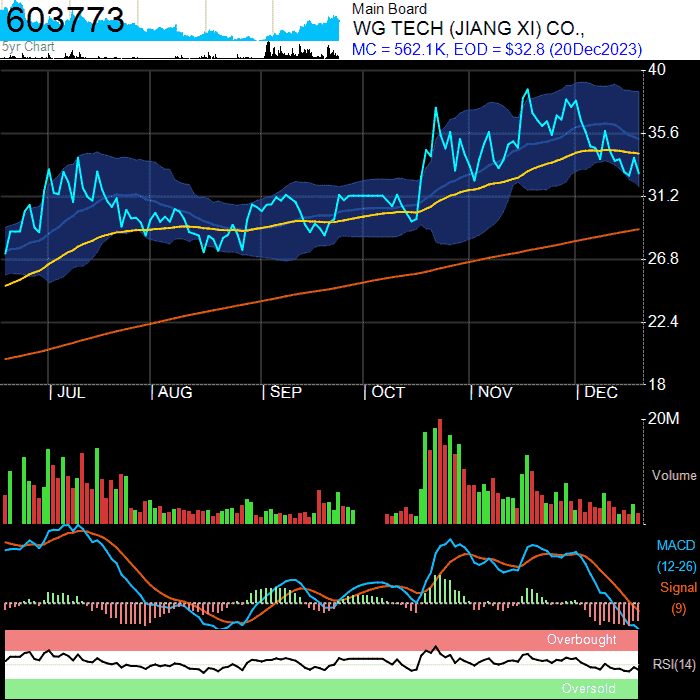 603773
5yr Chart
Main Board
WG TECH (JIANG XI) CO.,
MC = 562.1K, EOD = $32.8 (20Dec2023)
40
35.6
31.2
26.8
22.4
18
| JUL
| AUG
| SEP
| OCT
| NOV
| DEC
20M
Volume
MACD
(12-26)
Signal
(9)
Overbought
RSI(14)
Oversold